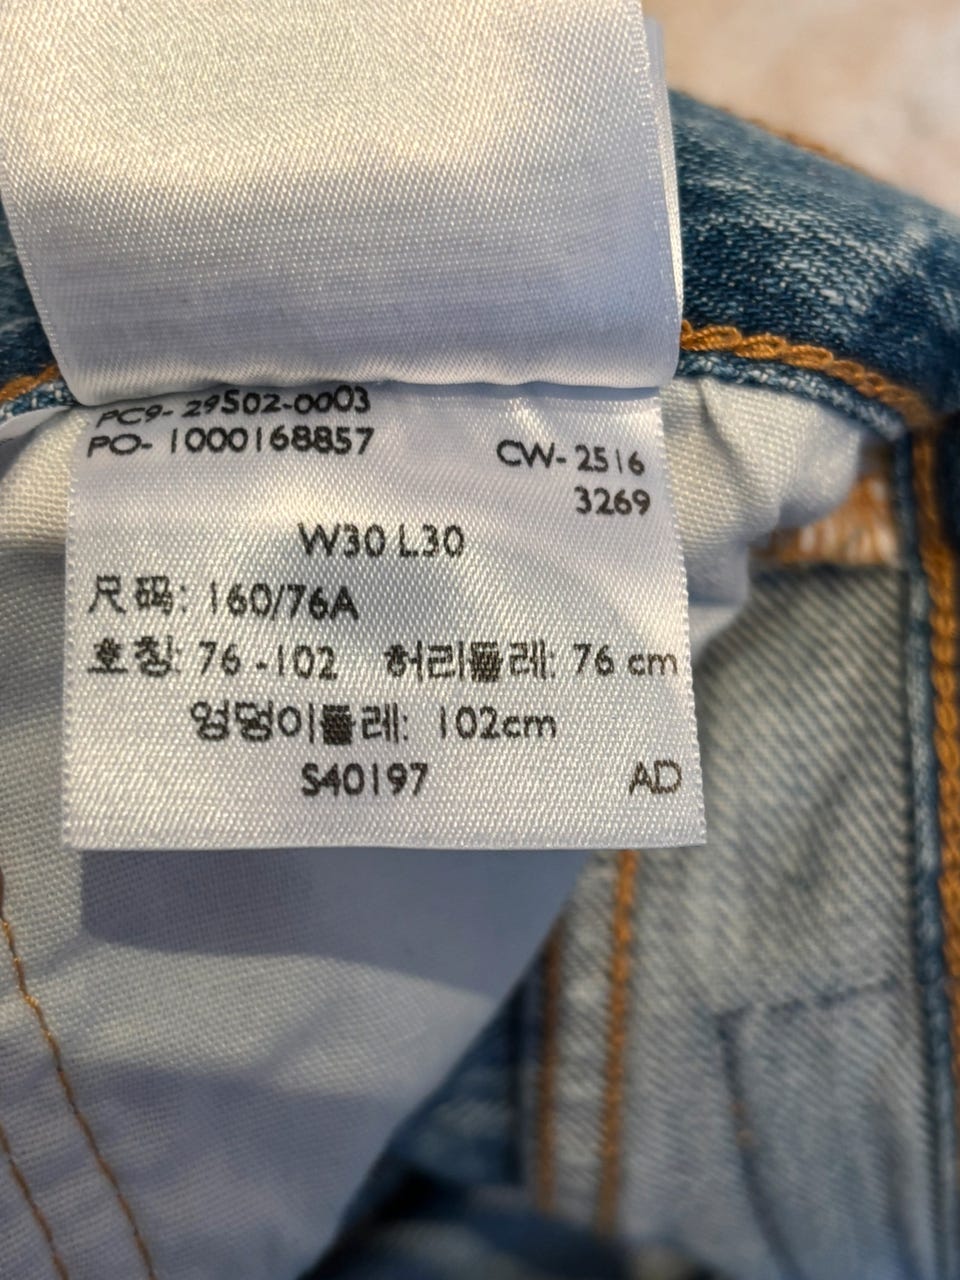 PC9- 29502-0003
PO- 1000168857
CW- 2516
3269
W30 L30
尺码: 160/76A
호칭: 76 -102 허리둘레: 76 cm
엉덩이둘레: 102cm
S40197 AD